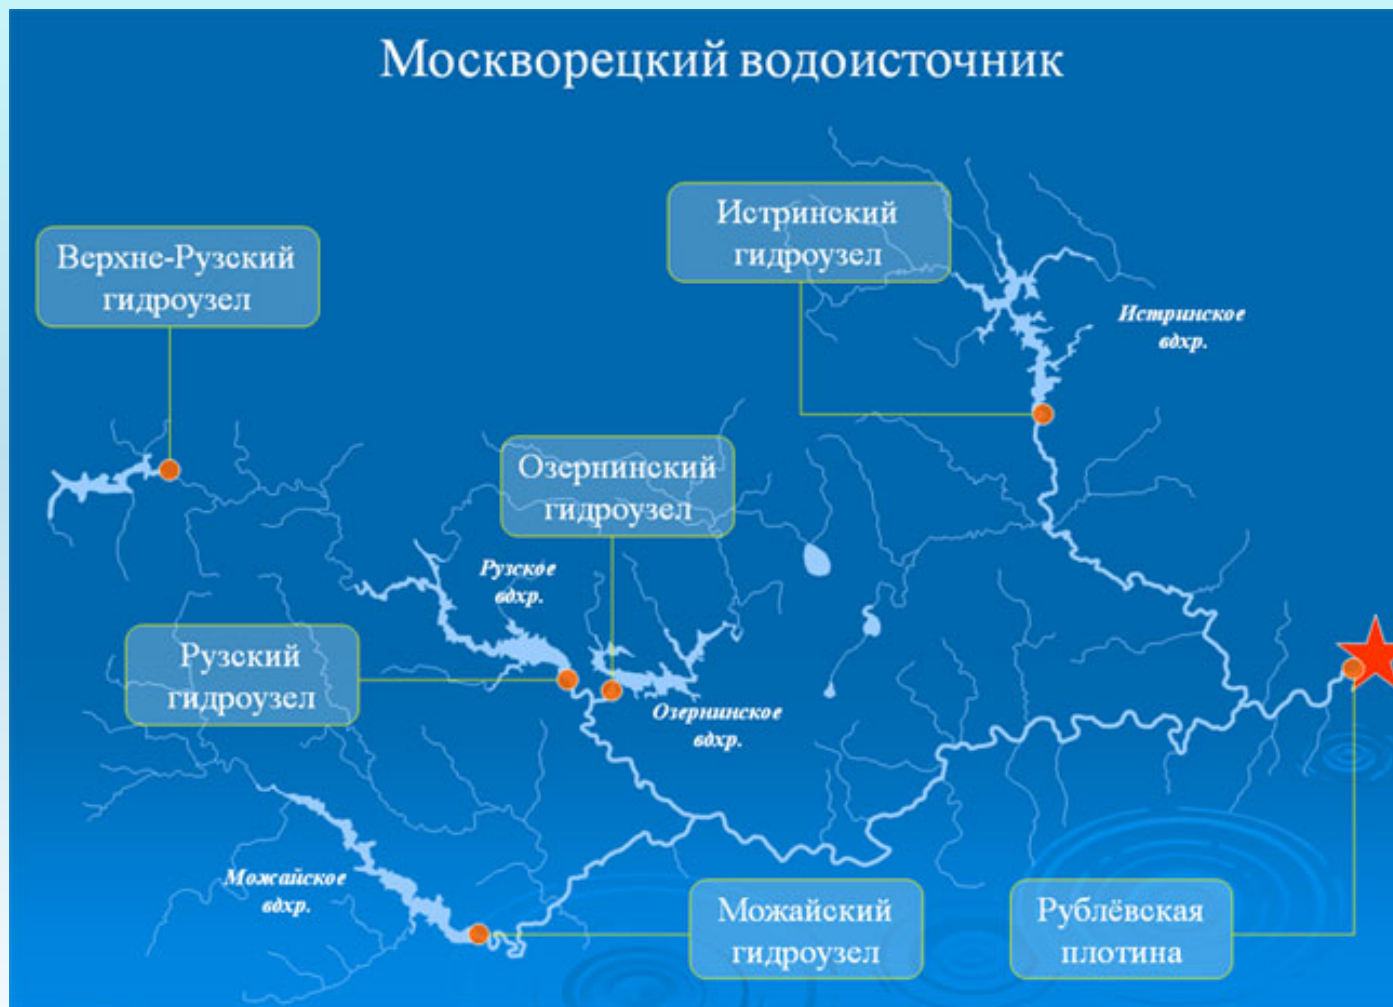 Москворецкий водоисточник
Истринский
гидроузел
Верхне-Рузский
гидроузел
Истринское
вдхр.
Озернинский
гидроузел
Рузское
вдхр.
Рузский
гидроузел
Озернинское
вдхр.
Можайское
вдхр.
Можайский
гидроузел
Рублёвская
плотина